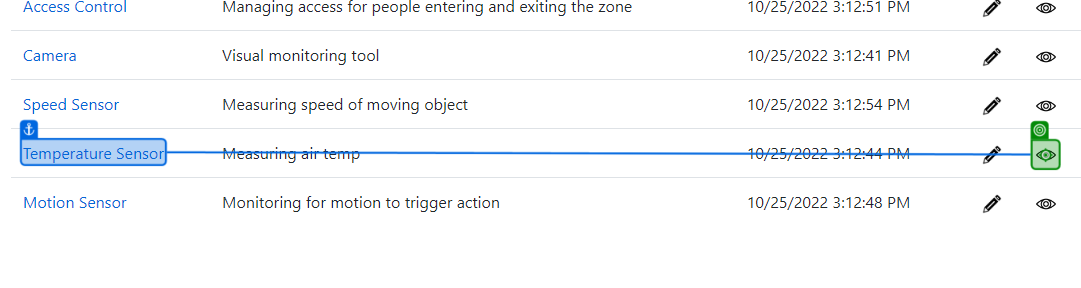 Access Control Managing access for people entering and exiting the zone 10/25/2022 3:12:51 PM
Camera Visual monitoring tool 10/25/2022 3:12:41 PM
Speed Sensor Measuring speed of moving object 10/25/2022 3:12:54 PM
Temperature Sensor Measuring air temp 10/25/2022 3:12:44 PM
Motion Sensor Monitoring for motion to trigger action 10/25/2022 3:12:48 PM